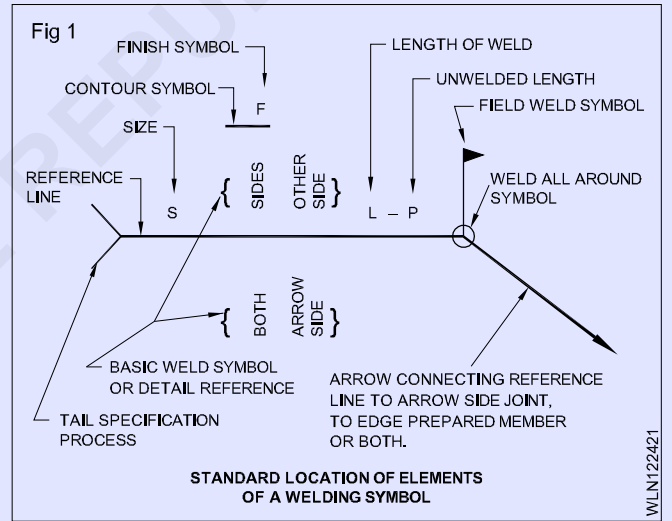 Fig 1
FINISH SYMBOL
LENGTH OF WELD
CONTOUR SYMBOL
F
UNWELDED LENGTH
SIZE
FIELD WELD SYMBOL
REFERENCE
LINE
S
{ SIDES
OTHER
SIDE }
L – P
WELD ALL AROUND
SYMBOL
{ BOTH
ARROW
SIDE }
BASIC WELD SYMBOL
OR DETAIL REFERENCE
TAIL SPECIFICATION
PROCESS
ARROW CONNECTING REFERENCE
LINE TO ARROW SIDE JOINT,
TO EDGE PREPARED MEMBER
OR BOTH.
STANDARD LOCATION OF ELEMENTS
OF A WELDING SYMBOL
WLN122421